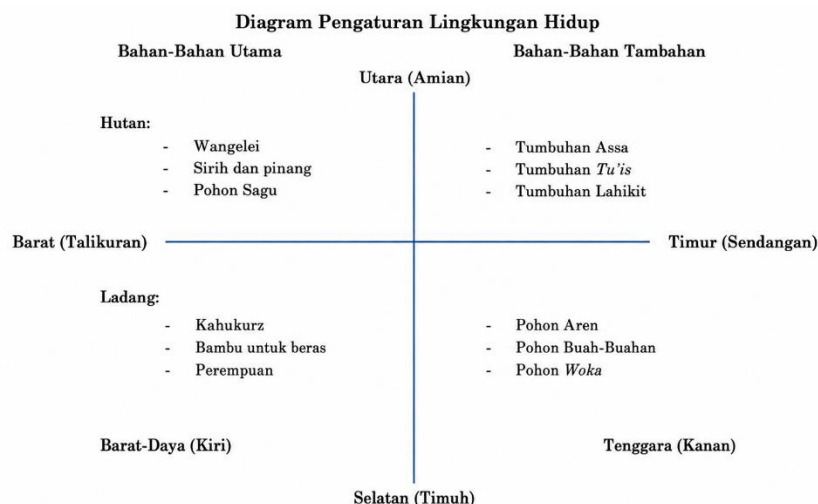 Diagram Pengaturan Lingkungan Hidup
Bahan-Bahan Utama
Bahan-Bahan Tambahan
Utara (Amian)
Hutan:
- Wangelei
- Sirih dan pinang
- Pohon Sagu
- Tumbuhan Assa
- Tumbuhan Tu'is
- Tumbuhan Lahikit
Barat (Talikuran)
Timur (Sendangan)
Ladang:
- Kahukurz
- Bambu untuk beras
- Perempuan
- Pohon Aren
- Pohon Buah-Buahan
- Pohon Woka
Barat-Daya (Kiri)
Tenggara (Kanan)
Selatan (Timuh)